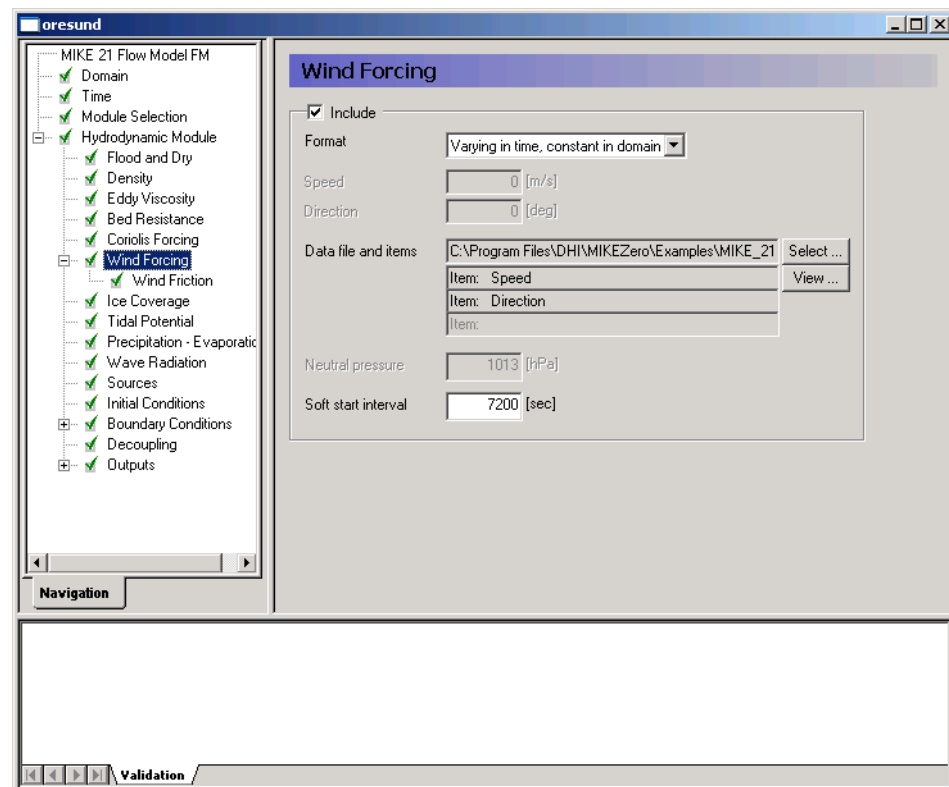 oresund
MIKE 21 Flow Model FM
Domain
Time
Module Selection
Hydrodynamic Module
Flood and Dry
Density
Eddy Viscosity
Bed Resistance
Coriolis Forcing
Wind Forcing
Wind Friction
Ice Coverage
Tidal Potential
Precipitation - Evaporatic
Wave Radiation
Sources
Initial Conditions
Boundary Conditions
Decoupling
Outputs
Navigation
Wind Forcing
Include
Format Varying in time, constant in domain
Speed 0 [m/s]
Direction 0 [deg]
Data file and items C:\Program Files\DHI\MIKEZero\Examples\MIKE_21 Select ...
Item: Speed View ...
Item: Direction
Item:
Neutral pressure 1013 [hPa]
Soft start interval 7200 [sec]
Validation